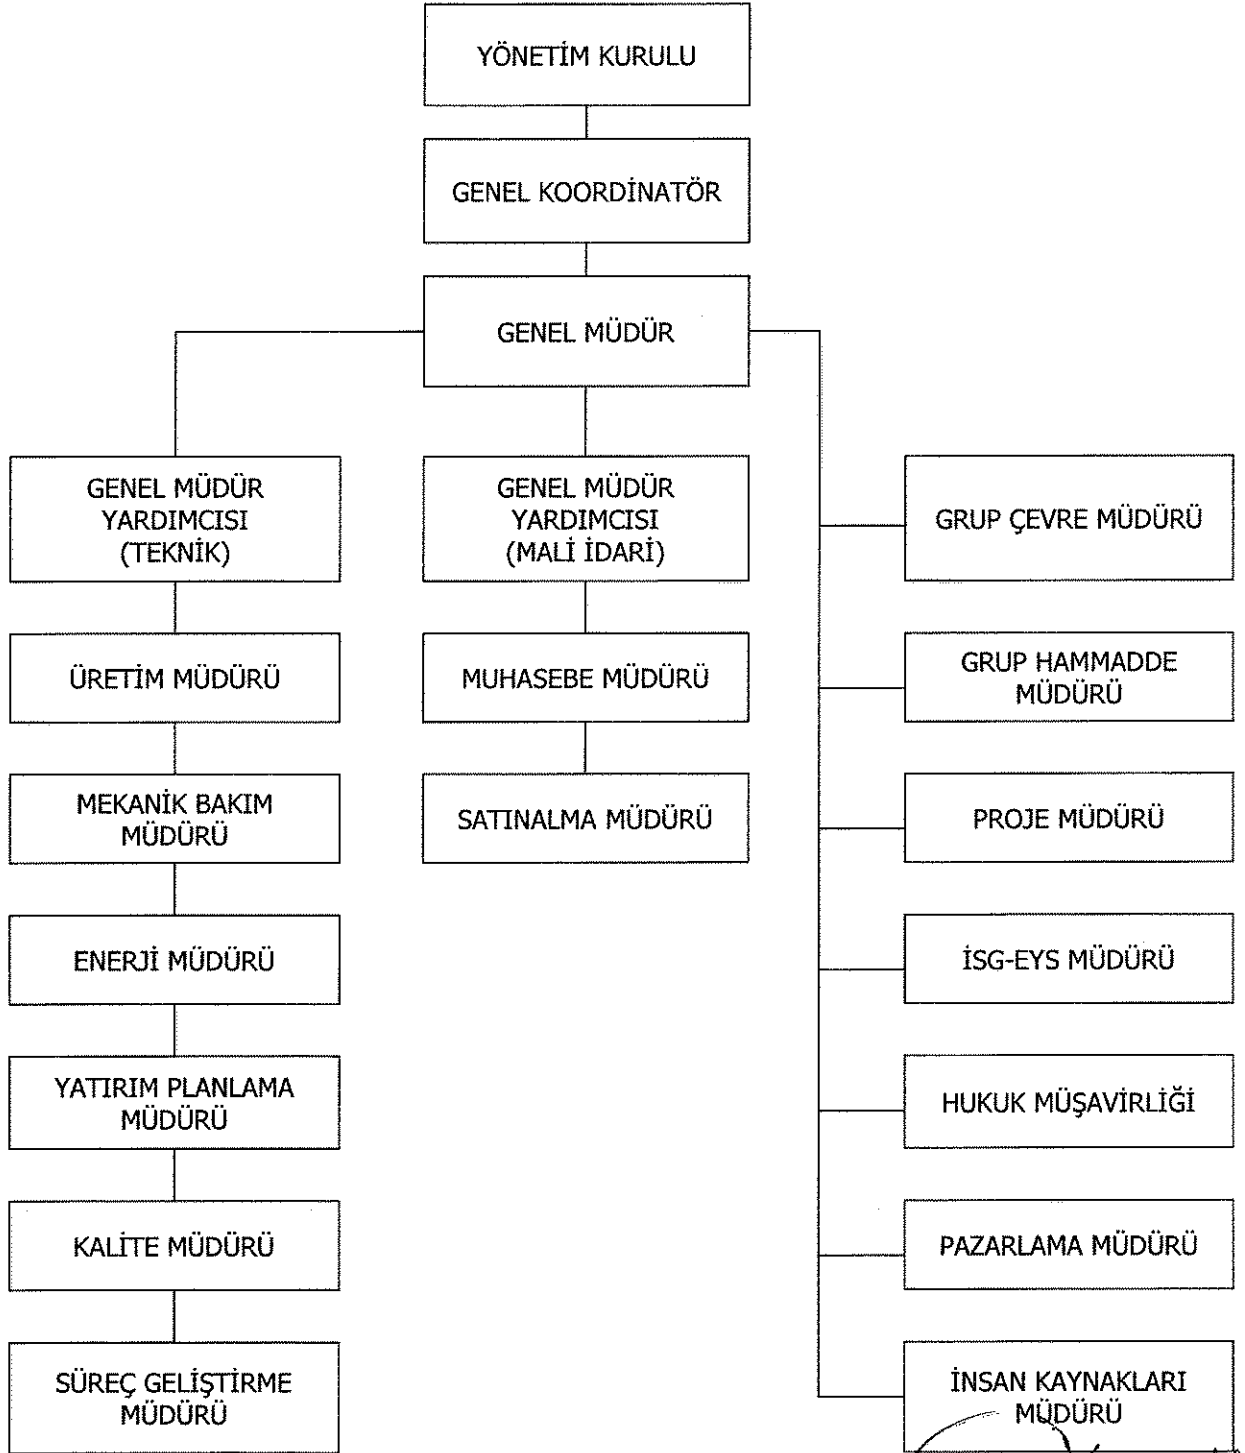 YÖNETİM KURULU
GENEL KOORDİNATÖR
GENEL MÜDÜR
GENEL MÜDÜR
YARDIMCISI
(TEKNİK)
ÜRETİM MÜDÜRÜ
MEKANİK BAKIM
MÜDÜRÜ
ENERJİ MÜDÜRÜ
YATIRIM PLANLAMA
MÜDÜRÜ
KALİTE MÜDÜRÜ
SÜREÇ GELİŞTİRME
MÜDÜRÜ
GENEL MÜDÜR
YARDIMCISI
(MALİ İDARİ)
MUHASEBE MÜDÜRÜ
SATINALMA MÜDÜRÜ
GRUP ÇEVRE MÜDÜRÜ
GRUP HAMMADDE
MÜDÜRÜ
PROJE MÜDÜRÜ
İSG-EYS MÜDÜRÜ
HUKUK MÜŞAVİRLİĞİ
PAZARLAMA MÜDÜRÜ
İNSAN KAYNAKLARI
MÜDÜRÜ